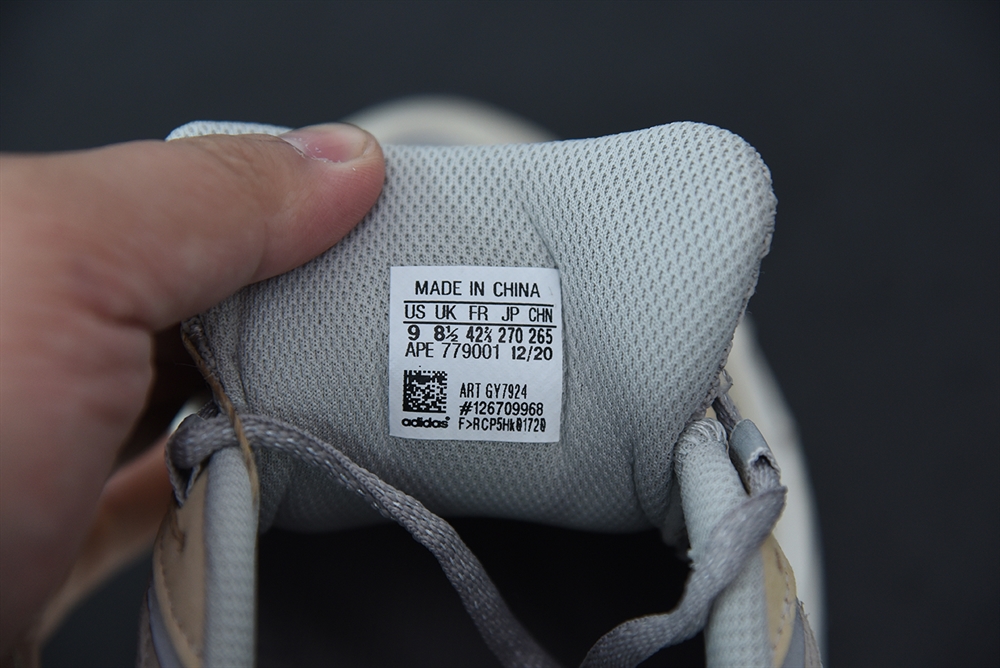 MADE IN CHINA
US UK FR JP CHN
9 8½ 42⅔ 270 265
APE 779001 12/20
ART GY7924
#126709968
adidas® F>RCP5Hk01720